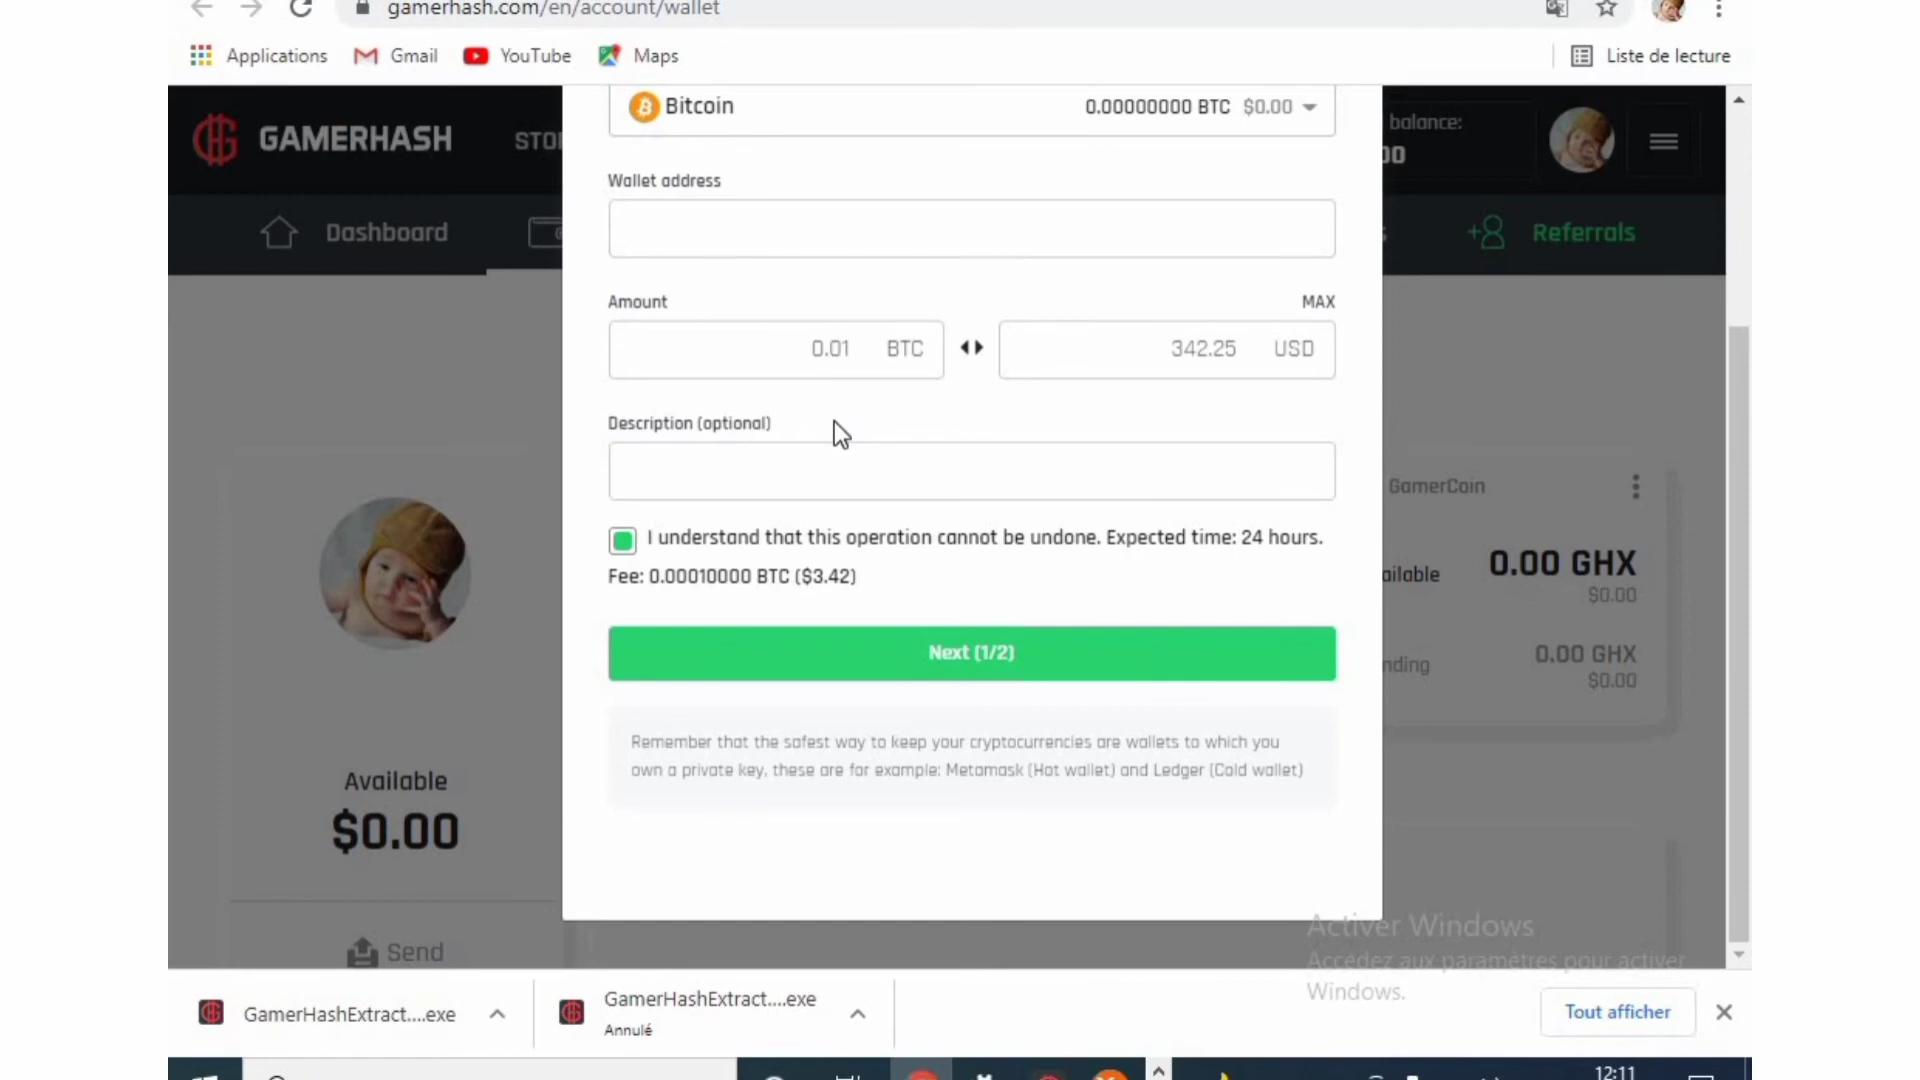 gamerhash.com/en/account/wallet
Applications Gmail YouTube Maps Liste de lecture
Bitcoin 0.00000000 BTC $0.00
GAMERHASH
balance:
Wallet address
Dashboard Referrals
Amount MAX
0.01 BTC 342.25 USD
Description (optional)
GamerCoin
I understand that this operation cannot be undone. Expected time: 24 hours.
Fee: 0.00010000 BTC ($3.42)
0.00 GHX
$0.00
Next (1/2)
0.00 GHX
$0.00
Remember that the safest way to keep your cryptocurrencies are wallets to which you
own a private key, these are for example: Metamask (Hot wallet) and Ledger (Cold wallet)
Available
$0.00
Send
Activer Windows
Accédez aux paramètres pour activer
Windows.
GamerHashExtract....exe
GamerHashExtract....exe
Annulé
Tout afficher
12:11